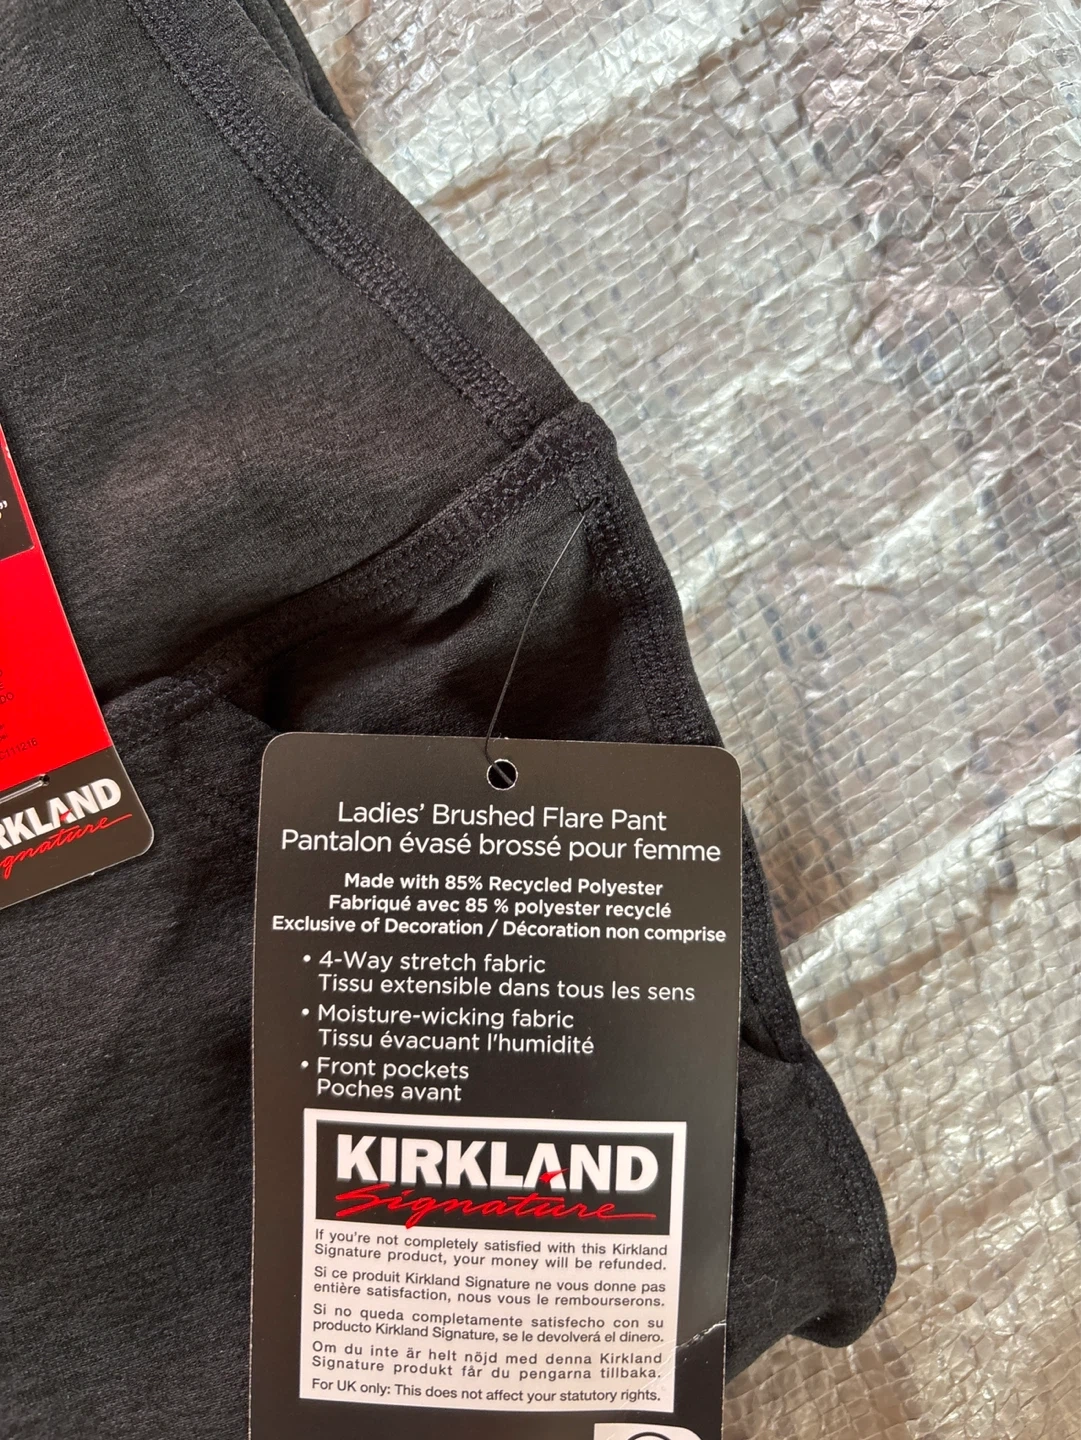 Ladies' Brushed Flare Pant
Pantalon évasé brossé pour femme
Made with 85% Recycled Polyester
Fabriqué avec 85 % polyester recyclé
Exclusive of Decoration / Décoration non comprise
• 4-Way stretch fabric
Tissu extensible dans tous les sens
• Moisture-wicking fabric
Tissu évacuant l'humidité
• Front pockets
Poches avant
KIRKLAND
Signature
If you're not completely satisfied with this Kirkland
Signature product, your money will be refunded.
Si ce produit Kirkland Signature ne vous donne pas
entière satisfaction, nous vous le rembourserons.
Si no queda completamente satisfecho con su
producto Kirkland Signature, se le devolverá el dinero.
Om du inte är helt nöjd med denna Kirkland
Signature produkt får du pengarna tillbaka.
For UK only: This does not affect your statutory rights.
RKLAND
gnature